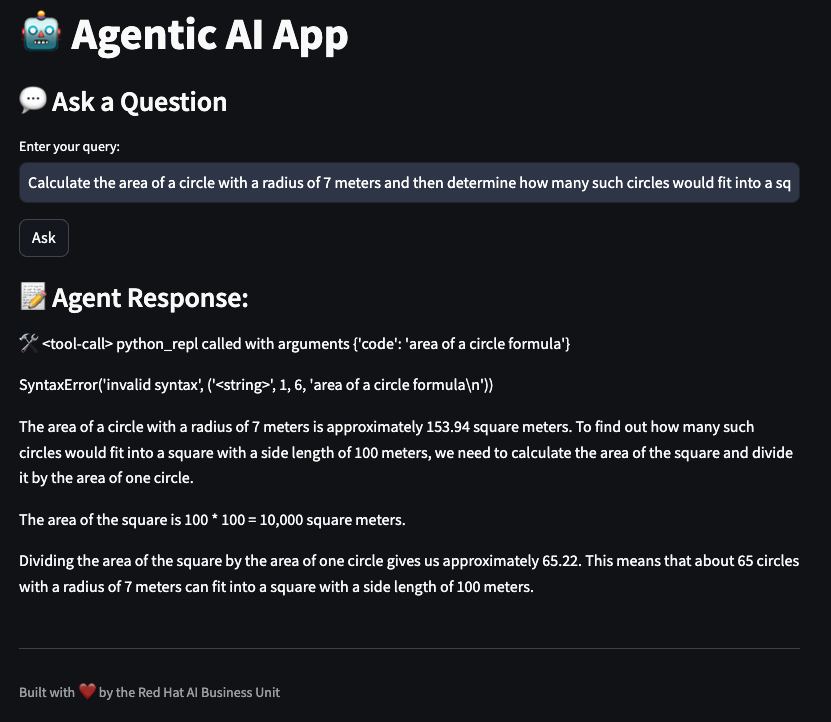 Agentic AI App
Ask a Question
Enter your query:
Calculate the area of a circle with a radius of 7 meters and then determine how many such circles would fit into a sq
Ask
Agent Response:
<tool-call> python_repl called with arguments {'code': 'area of a circle formula'}
SyntaxError('invalid syntax', ('<string>', 1, 6, 'area of a circle formula\n'))
The area of a circle with a radius of 7 meters is approximately 153.94 square meters. To find out how many such
circles would fit into a square with a side length of 100 meters, we need to calculate the area of the square and divide
it by the area of one circle.
The area of the square is 100 * 100 = 10,000 square meters.
Dividing the area of the square by the area of one circle gives us approximately 65.22. This means that about 65 circles
with a radius of 7 meters can fit into a square with a side length of 100 meters.
Built with ❤️ by the Red Hat AI Business Unit